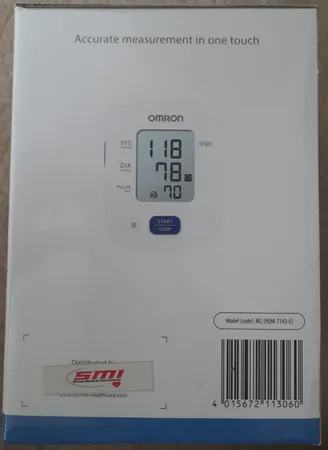 Accurate measurement in one touch
OMRON
SYS
118
DIA
78
PULSE
70
START
STOP
Model (code): M2 (HEM-7143-E)
Distributed by
SMI
www.omron-healthcare.com
4 015672 113060